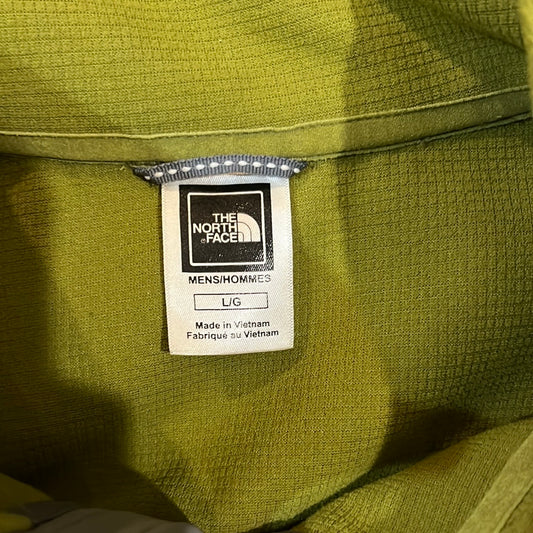 THE
NORTH
®FACE
MENS/HOMMES
L/G
Made in Vietnam
Fabriqué au Vietnam